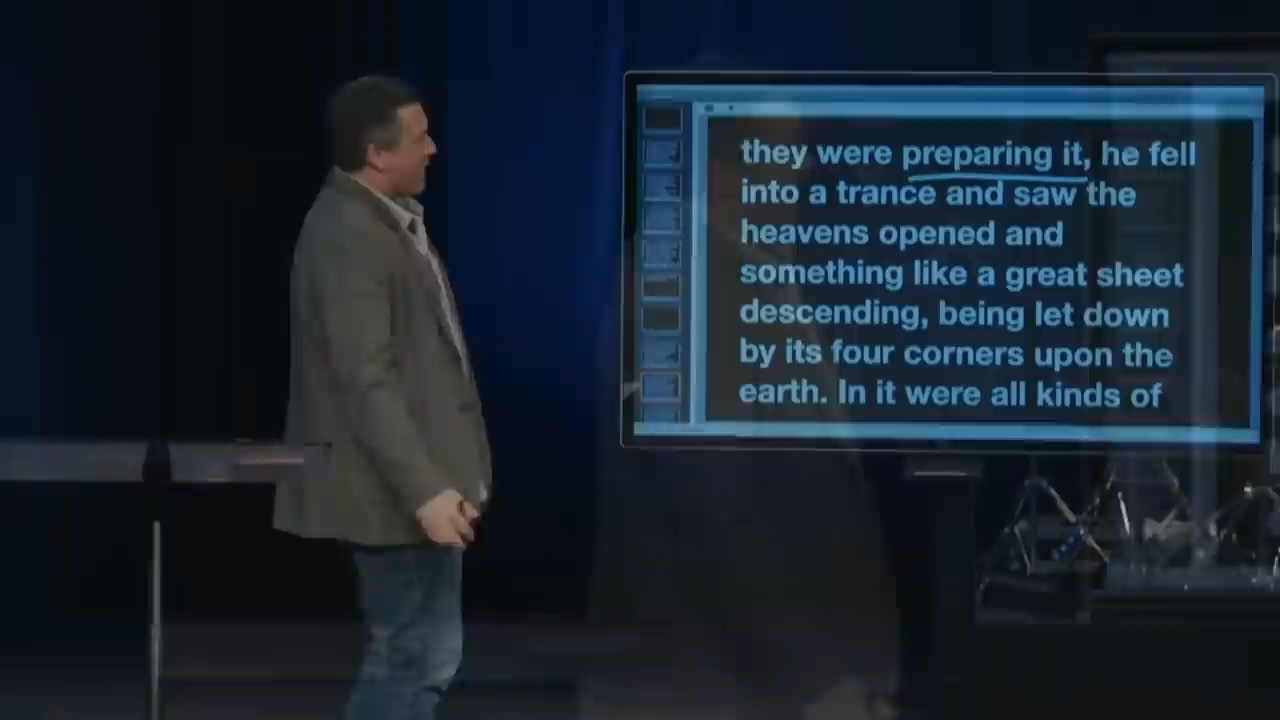 they were preparing it, he fell
into a trance and saw the
heavens opened and
something like a great sheet
descending, being let down
by its four corners upon the
earth. In it were all kinds of